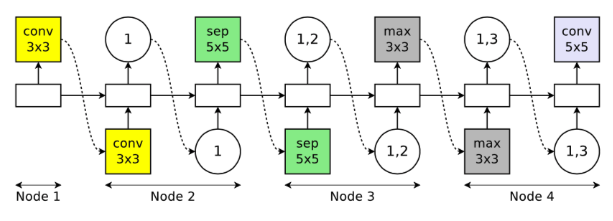 conv
3x3
1
sep
5x5
1,2
max
3x3
1,3
conv
5x5
conv
3x3
1
sep
5x5
1,2
max
3x3
1,3
Node 1
Node 2
Node 3
Node 4